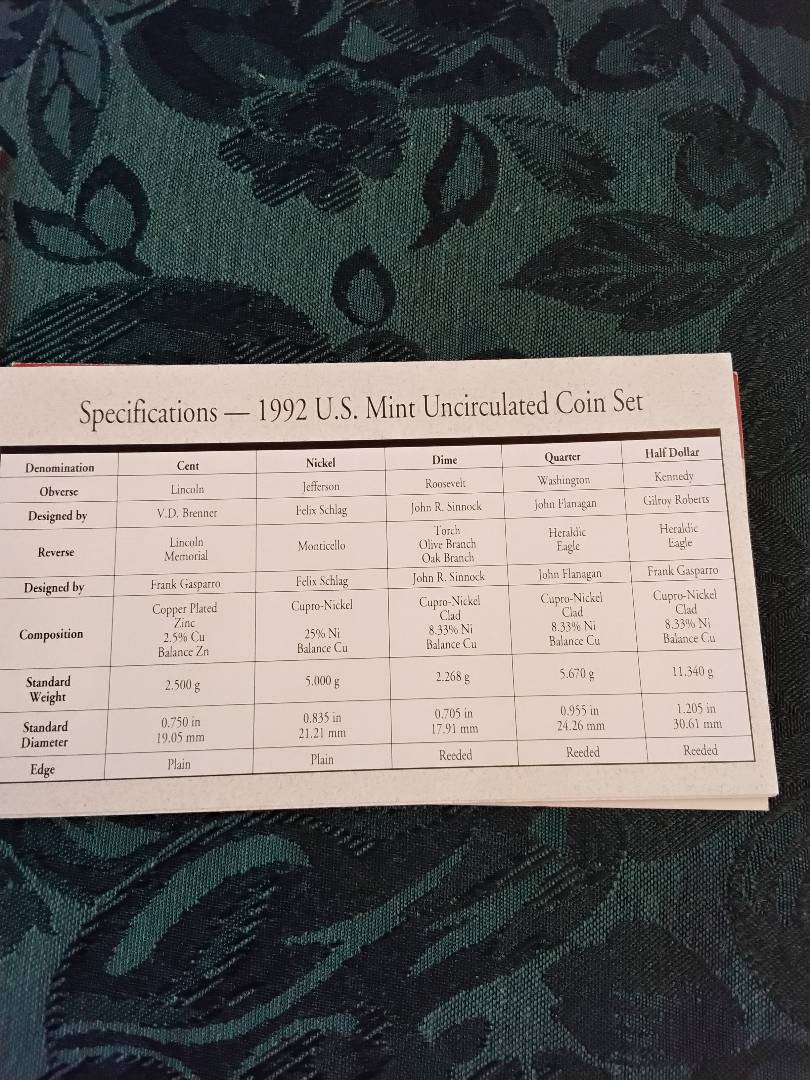 Specifications — 1992 U.S. Mint Uncirculated Coin Set
Denomination Cent Nickel Dime Quarter Half Dollar
Obverse Lincoln Jefferson Roosevelt Washington Kennedy
Designed by V.D. Brenner Felix Schlag John R. Sinnock John Flanagan Gilroy Roberts
Reverse Lincoln Memorial Monticello Torch Olive Branch Oak Branch Heraldic Eagle Heraldic Eagle
Designed by Frank Gasparro Felix Schlag John R. Sinnock John Flanagan Frank Gasparro
Composition Copper Plated Zinc 2.5% Cu Balance Zn Cupro-Nickel 25% Ni Balance Cu Cupro-Nickel Clad 8.33% Ni Balance Cu Cupro-Nickel Clad 8.33% Ni Balance Cu Cupro-Nickel Clad 8.33% Ni Balance Cu
Standard Weight 2.500 g 5.000 g 2.268 g 5.670 g 11.340 g
Standard Diameter 0.750 in 19.05 mm 0.835 in 21.21 mm 0.705 in 17.91 mm 0.955 in 24.26 mm 1.205 in 30.61 mm
Edge Plain Plain Reeded Reeded Reeded